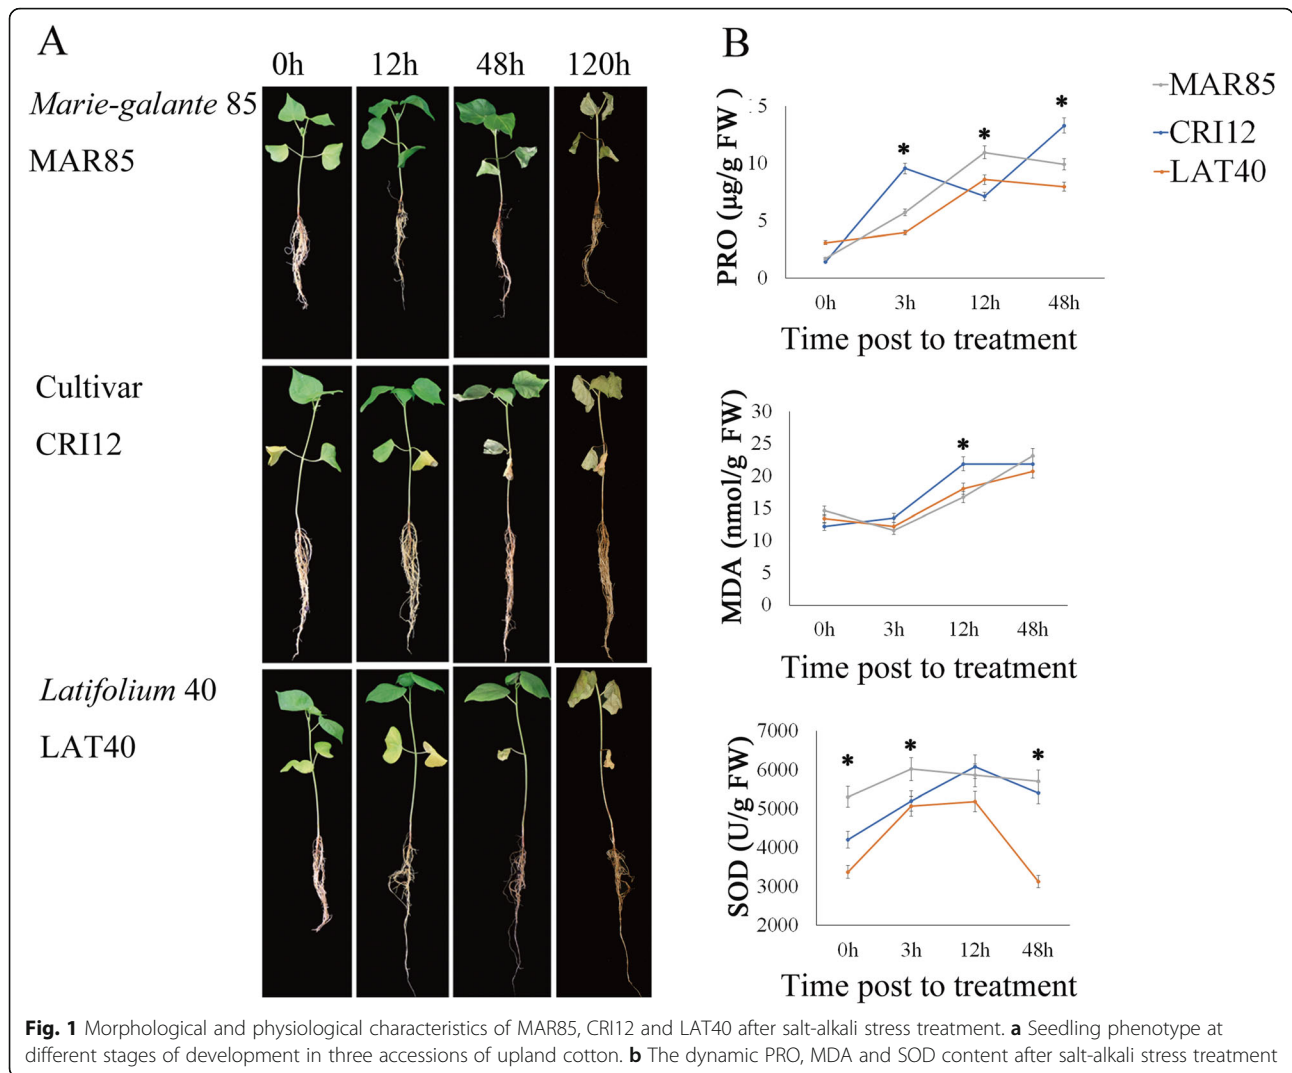 A
0h 12h 48h 120h
Marie-galante 85
MAR85
Cultivar
CRI12
Latifolium 40
LAT40
B
MAR85
CRI12
LAT40
PRO (µg/g FW)
15
10
5
0
* * *
0h 3h 12h 48h
Time post to treatment
MDA (nmol/g FW)
30
25
20
15
10
5
0
*
0h 3h 12h 48h
Time post to treatment
SOD (U/g FW)
7000
6000
5000
4000
3000
2000
* * *
0h 3h 12h 48h
Time post to treatment
Fig. 1 Morphological and physiological characteristics of MAR85, CRI12 and LAT40 after salt-alkali stress treatment. a Seedling phenotype at
different stages of development in three accessions of upland cotton. b The dynamic PRO, MDA and SOD content after salt-alkali stress treatment